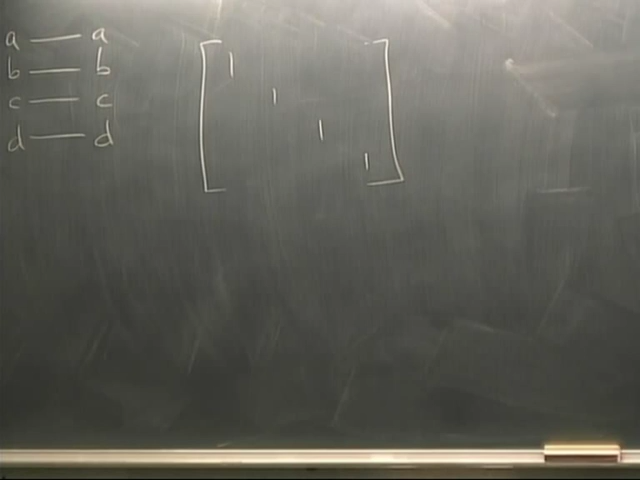 a — a
b — b
c — c
d — d
[1
1
1
1]